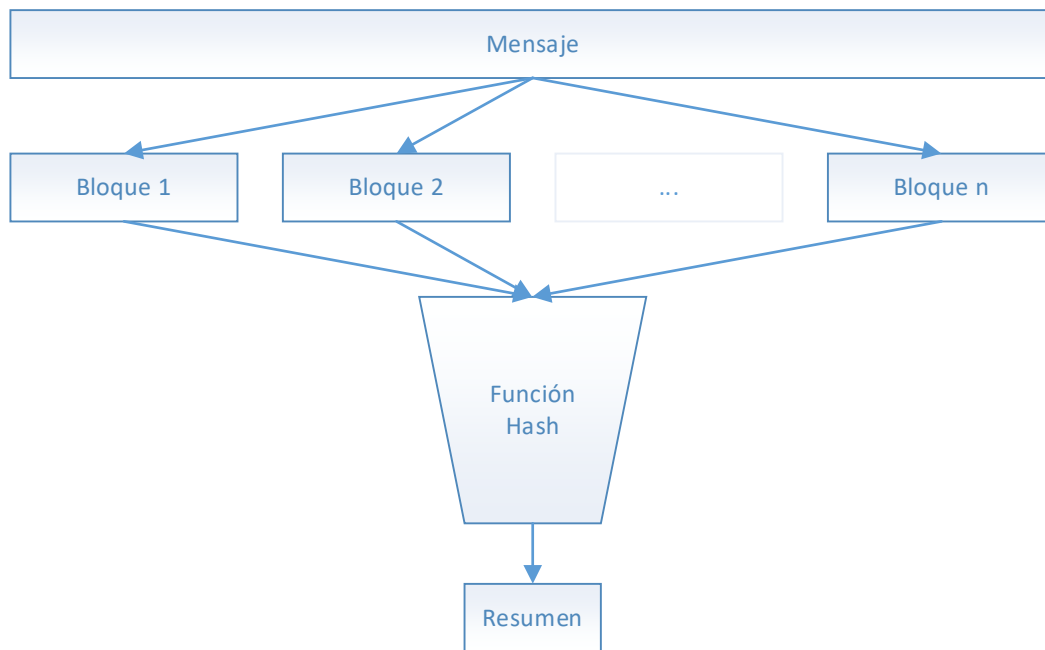 Mensaje
Bloque 1
Bloque 2
...
Bloque n
Función
Hash
Resumen